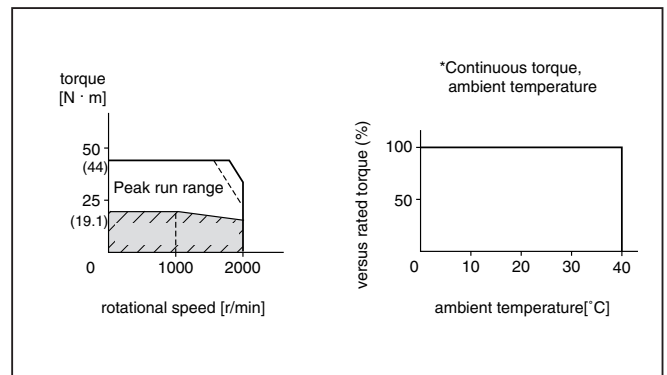 torque
[N · m]
50
(44)
Peak run range
25
(19.1)
0
1000
2000
rotational speed [r/min]
*Continuous torque,
ambient temperature
versus rated torque (%)
100
50
0
10
20
30
40
ambient temperature[˚C]